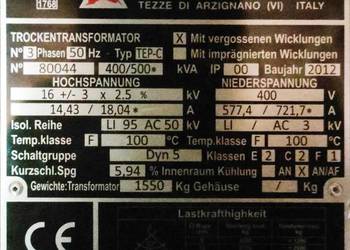 1768
TEZZE DI ARZIGNANO (VI) ITALY
TROCKENTRANSFORMATOR X Mit vergossenen Wicklungen
N° 3 Phasen 50 Hz - Typ TEP-C Mit imprägnierten Wicklungen
N° 80044 400/500* kVA IP 00 Baujahr 2012
HOCHSPANNUNG NIEDERSPANNUNG
16 +/- 3 x 2.5 % kV 400 V
14,43 / 18,04* A 577,4 / 721,7* A
Isol. Reihe LI 95 AC 50 kV LI / AC 3 kV
Temp.klasse F 100 °C Temp.klasse F 100 °C
Schaltgruppe Dyn 5 Klassen E 2 C 2 F 1
Kurzschl.Spg 5,94 % Innenraum Kühlung AN X AN/AF
Gewichte:Transformator 1550 Kg Gehäuse / Kg
CE
Lastkrafthighkeit